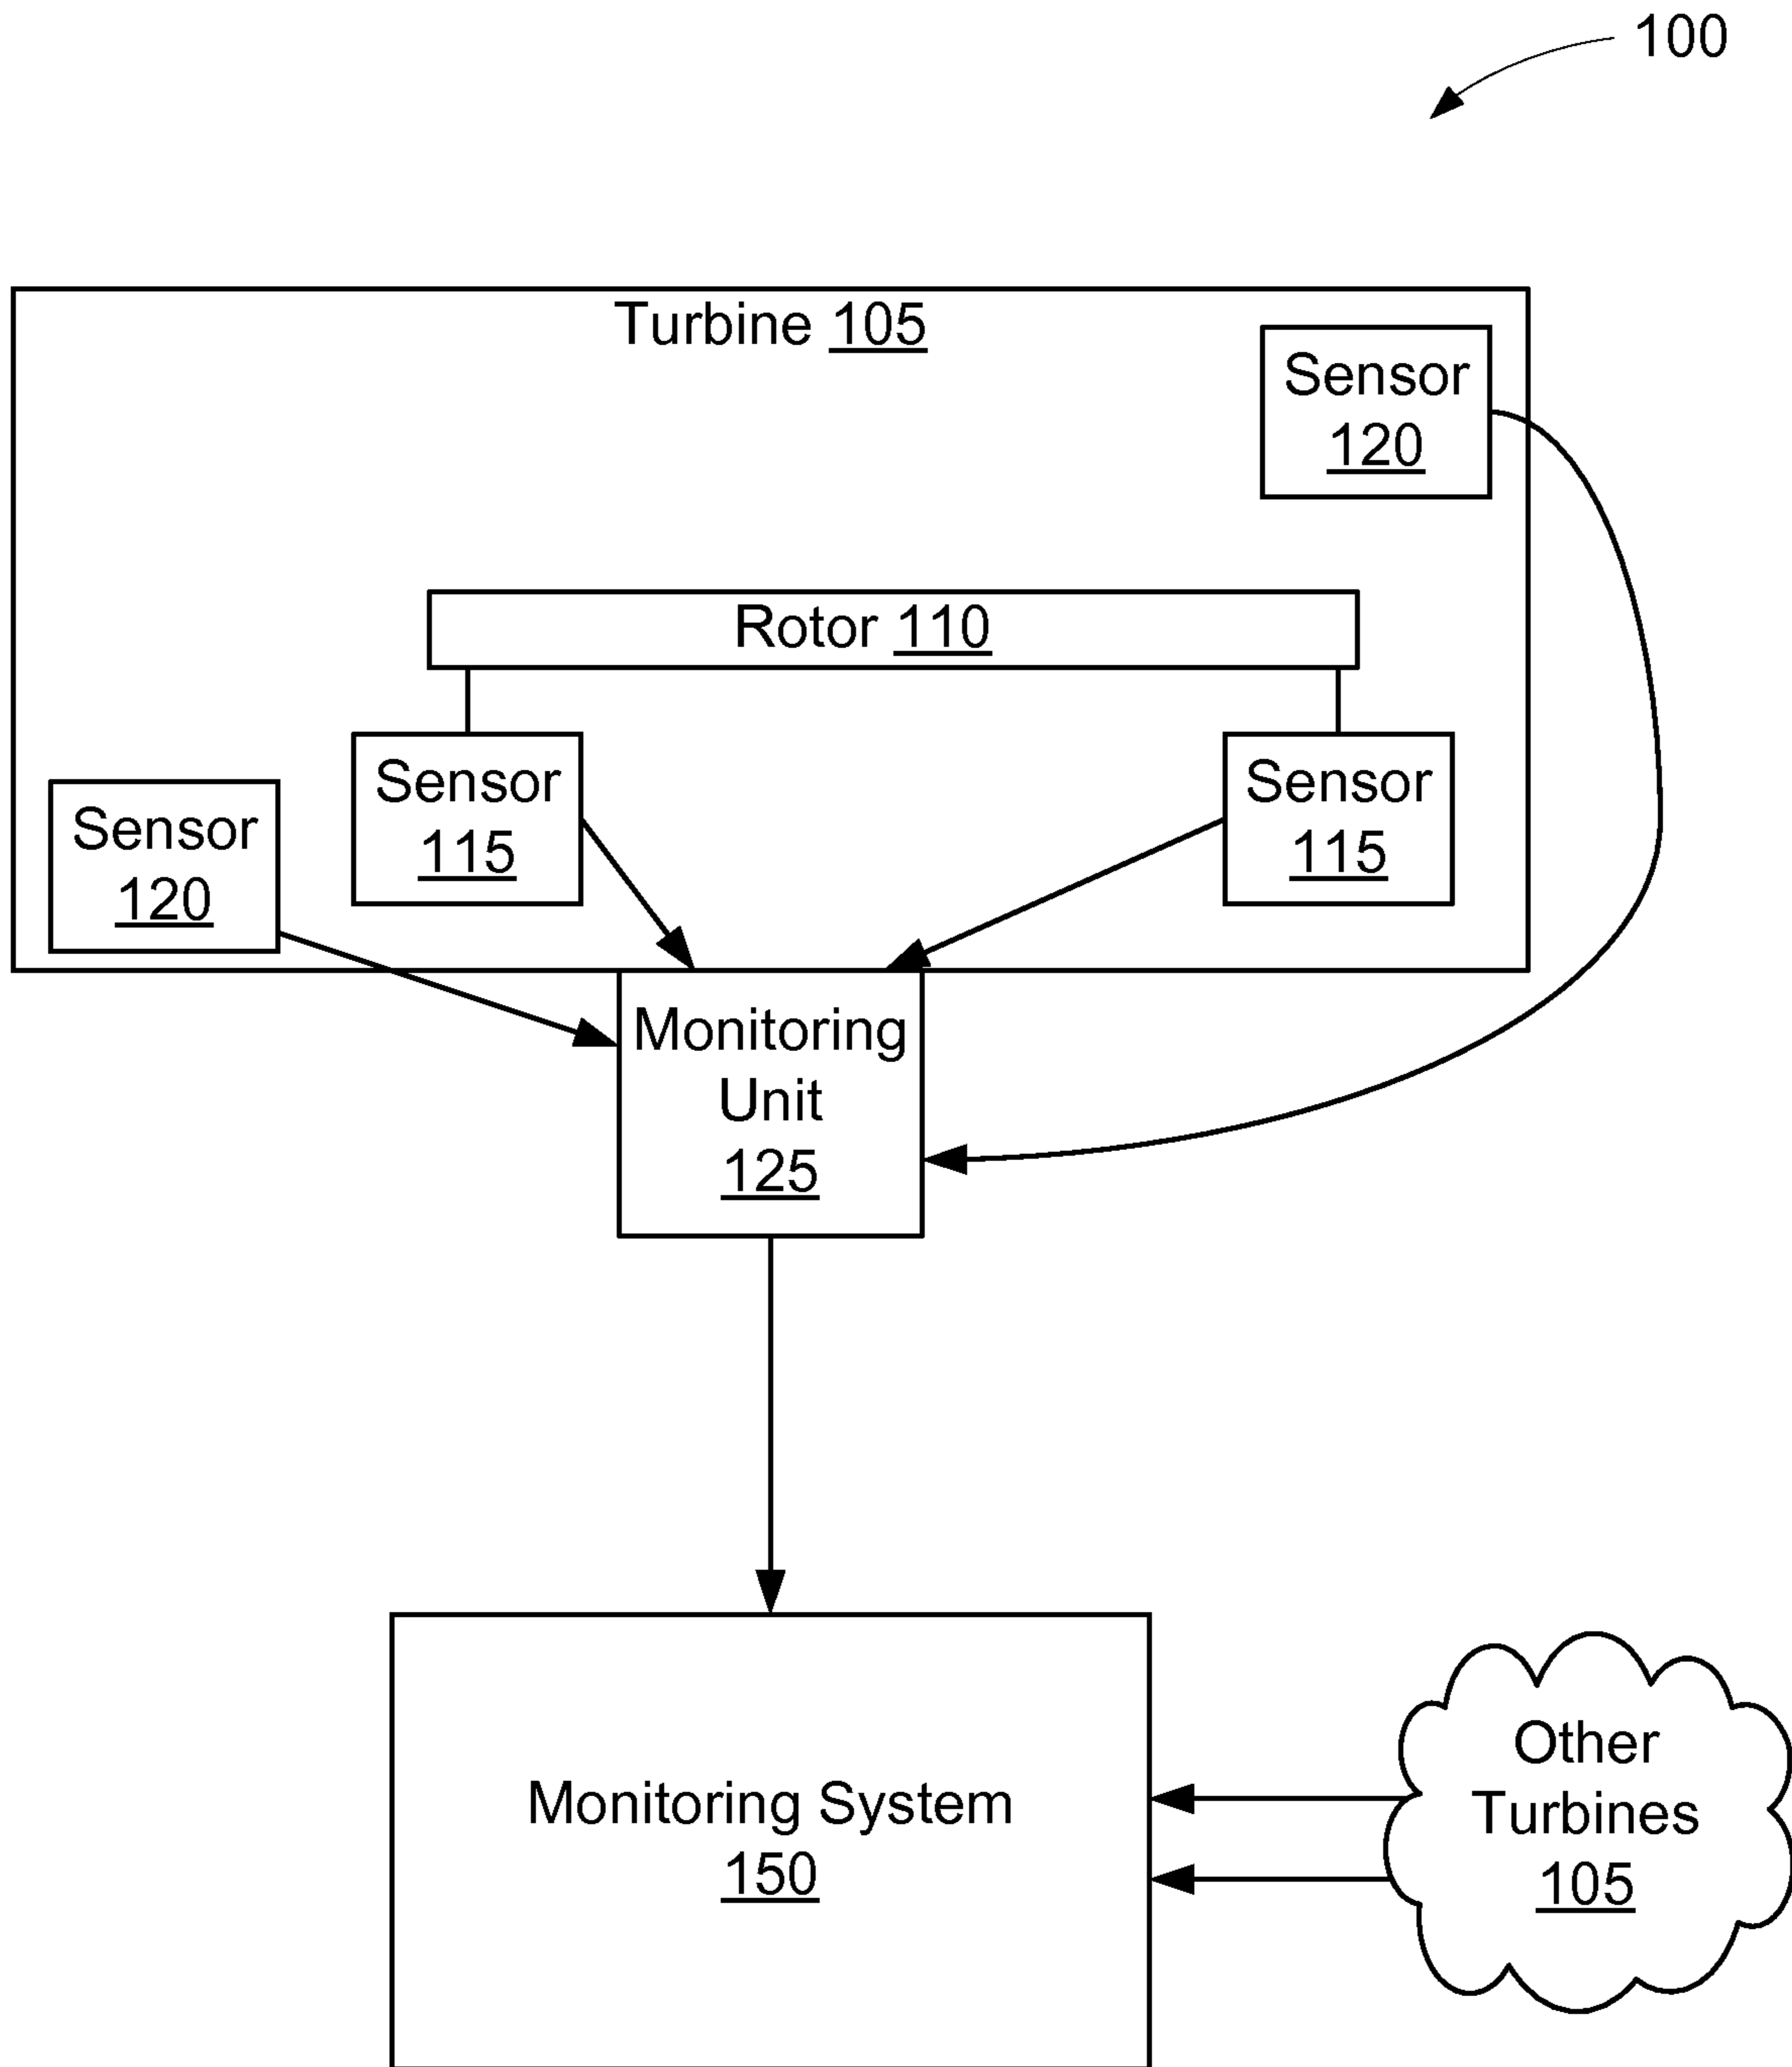 100
Turbine 105
Sensor
120
Rotor 110
Sensor
115
Sensor
115
Sensor
120
Monitoring
Unit
125
Monitoring System
150
Other
Turbines
105